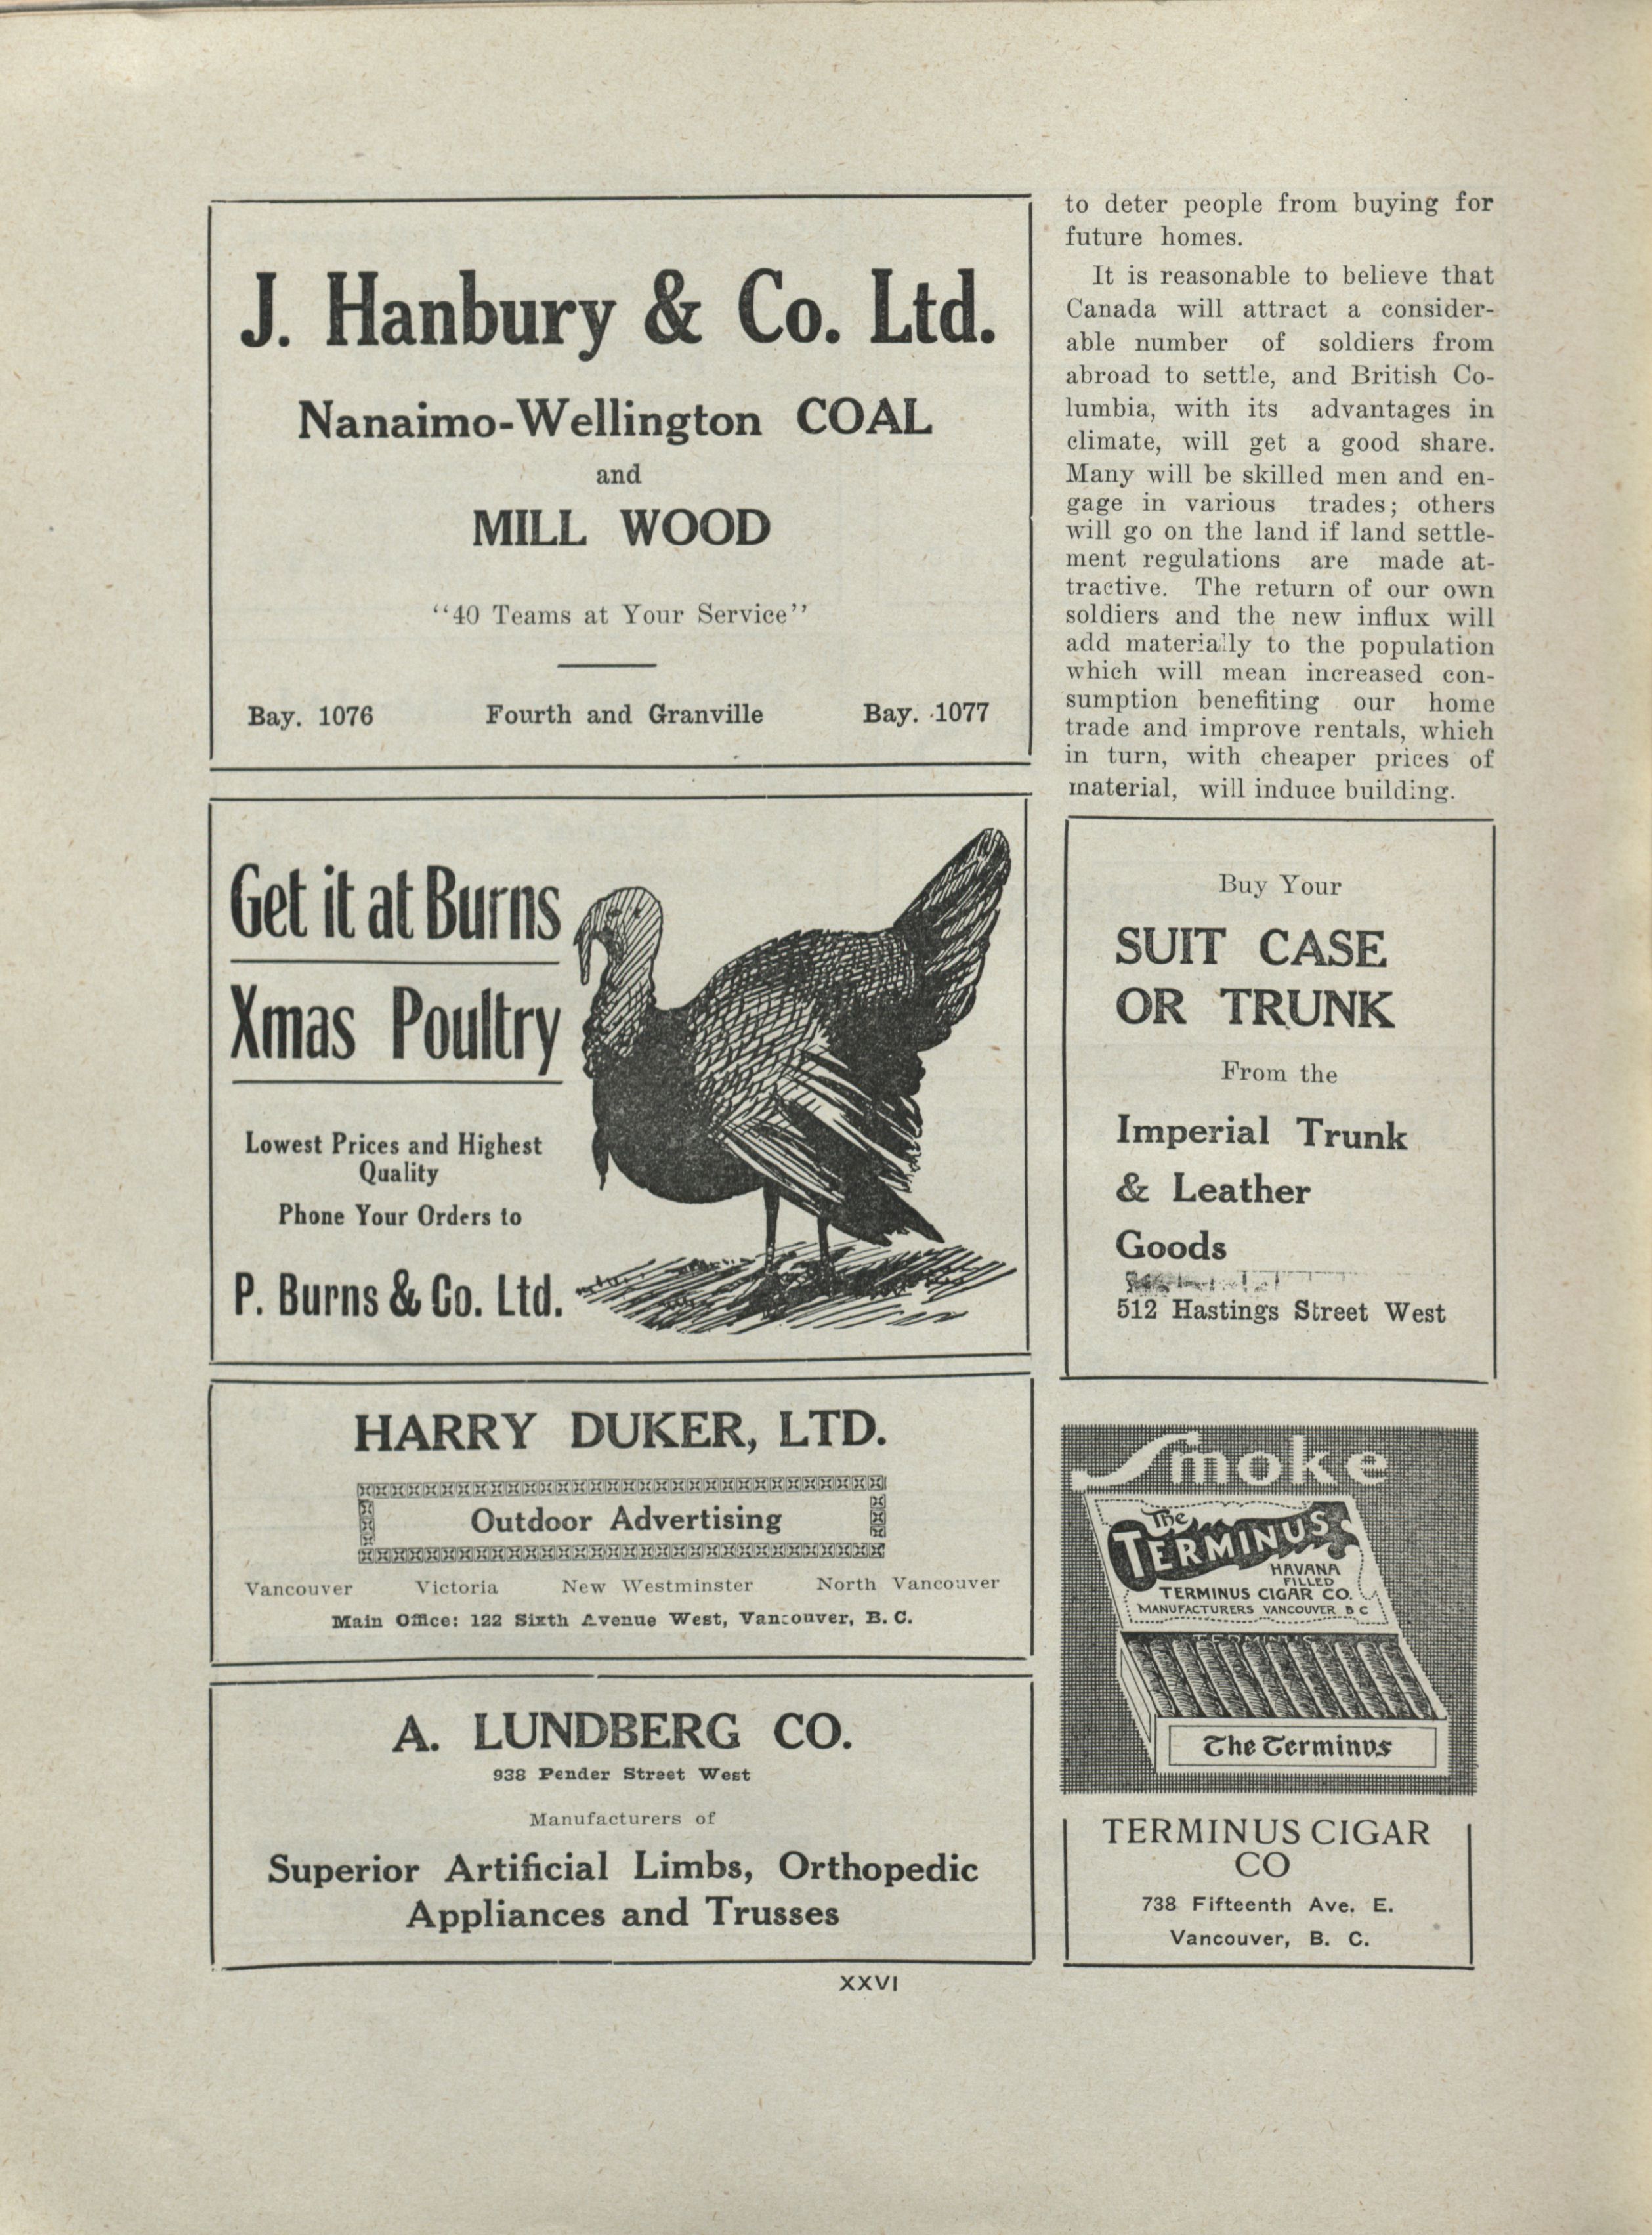 J. Hanbury & Co. Ltd.
Nanaimo-Wellington COAL
and
MILL WOOD
"40 Teams at Your Service"
Bay. 1076 Fourth and Granville Bay. 1077
Get it at Burns
Xmas Poultry
Lowest Prices and Highest
Quality
Phone Your Orders to
P. Burns & Co. Ltd.
HARRY DUKER, LTD.
Outdoor Advertising
Vancouver Victoria New Westminster North Vancouver
Main Office: 122 Sixth Avenue West, Vancouver, B. C.
A. LUNDBERG CO.
938 Pender Street West
Manufacturers of
Superior Artificial Limbs, Orthopedic
Appliances and Trusses
to deter people from buying for
future homes.
It is reasonable to believe that
Canada will attract a consider-
able number of soldiers from
abroad to settle, and British Co-
lumbia, with its advantages in
climate, will get a good share.
Many will be skilled men and en-
gage in various trades; others
will go on the land if land settle-
ment regulations are made at-
tractive. The return of our own
soldiers and the new influx will
add materially to the population
which will mean increased con-
sumption benefiting our home
trade and improve rentals, which
in turn, with cheaper prices of
material, will induce building.
Buy Your
SUIT CASE
OR TRUNK
From the
Imperial Trunk
& Leather
Goods
512 Hastings Street West
Smoke
The
TERMINUS
HAVANA
FILLED
TERMINUS CIGAR CO.
MANUFACTURERS VANCOUVER B C
The Terminus
TERMINUS CIGAR
CO
738 Fifteenth Ave. E.
Vancouver, B. C.
XXVI